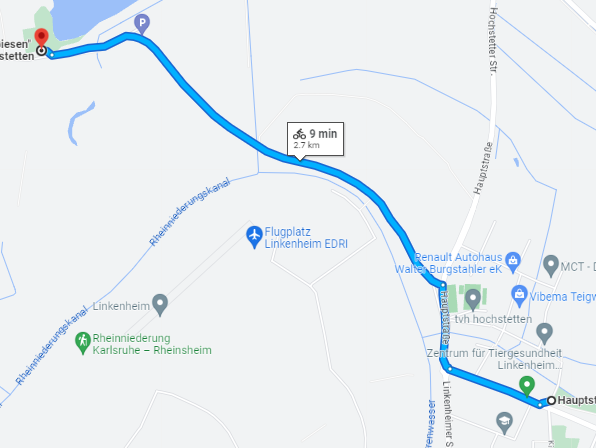 P
iesen"
stetten
Hochstetter Str.
9 min
2.7 km
Hauptstraße
Rheinniederungskanal
Flugplatz
Linkenheim EDRI
Renault Autohaus
Walter Burgstahler eK
MCT - D
Linkenheim
Vibema Teigw
Hauptstraße
tvh hochstetten
Rheinniederung
Karlsruhe – Rheinsheim
Rheinniederungskanal
Zentrum für Tiergesundheit
Linkenheim...
Linkenheimer S
Hauptst